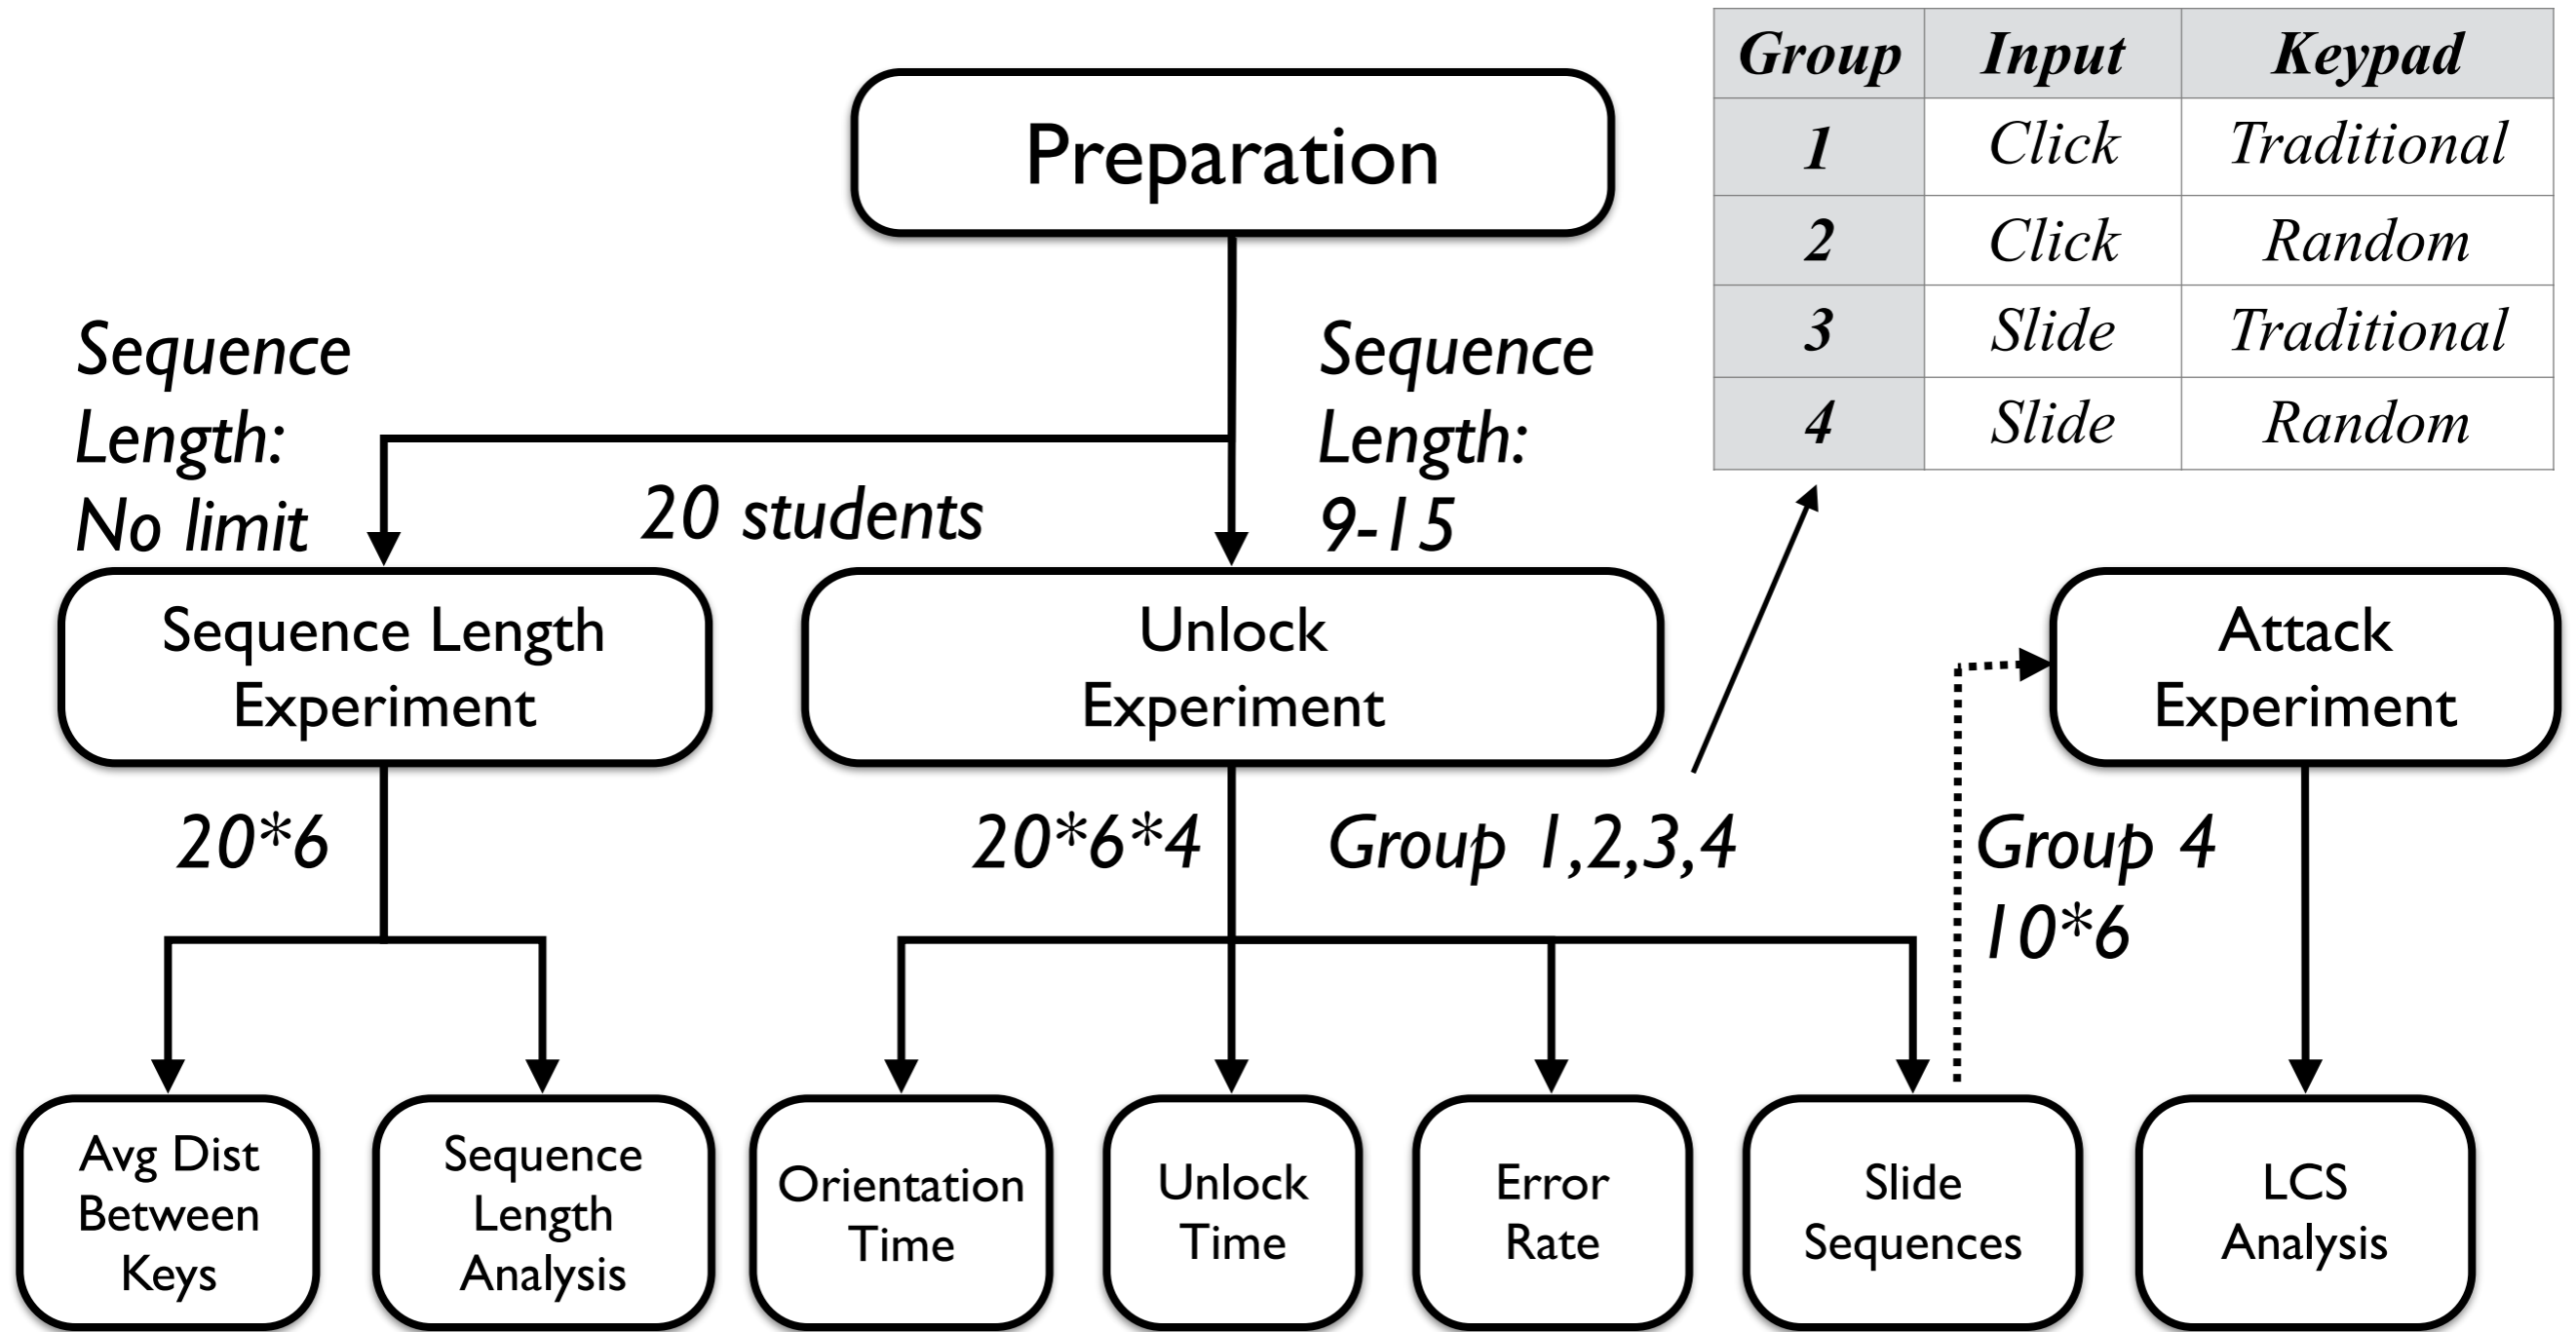 Group Input Keypad
1 Click Traditional
2 Click Random
3 Slide Traditional
4 Slide Random
Preparation
Sequence
Length:
No limit
20 students
Sequence
Length:
9-15
Sequence Length
Experiment
Unlock
Experiment
Attack
Experiment
20*6
20*6*4
Group 1,2,3,4
Group 4
10*6
Avg Dist
Between
Keys
Sequence
Length
Analysis
Orientation
Time
Unlock
Time
Error
Rate
Slide
Sequences
LCS
Analysis